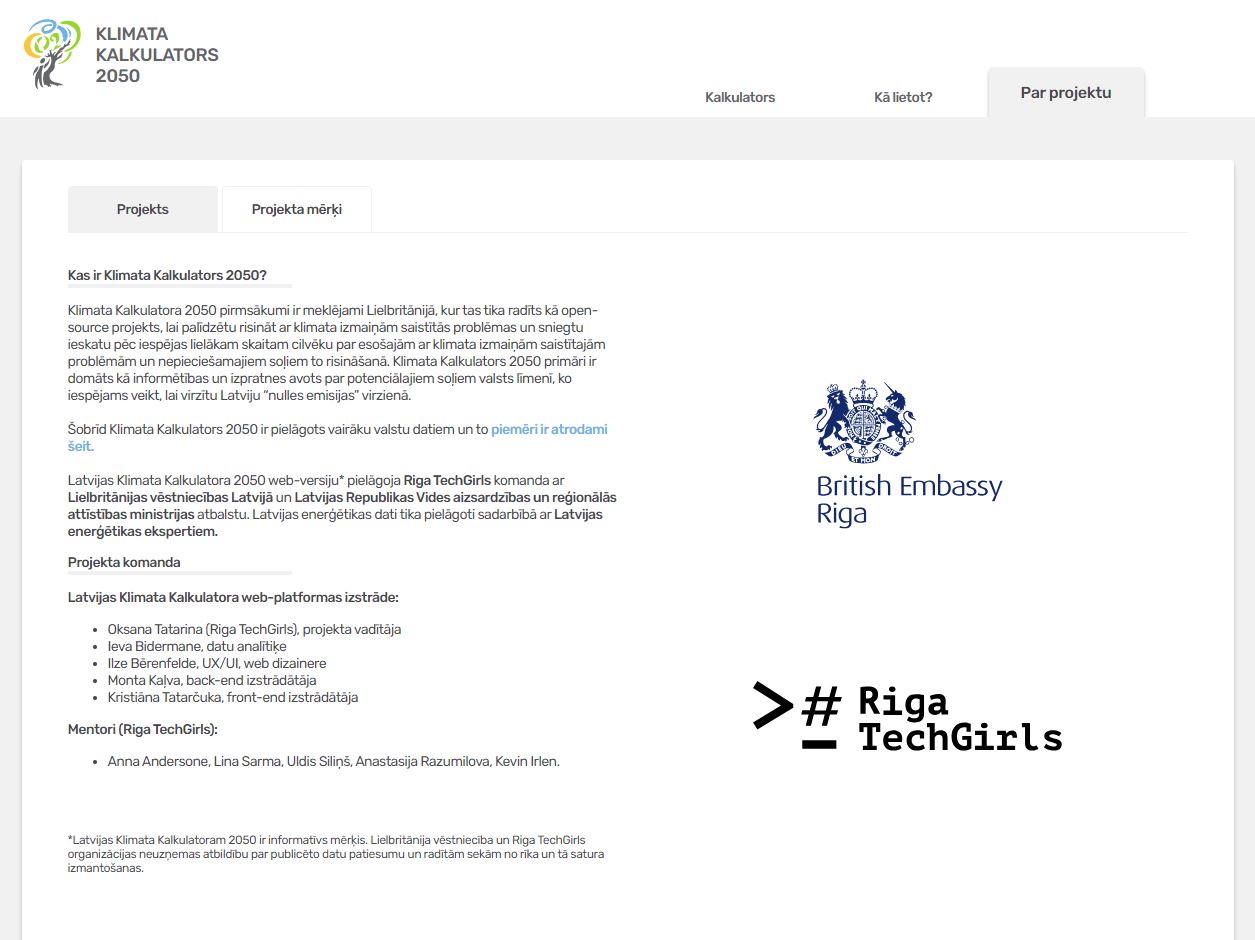 KLIMATA
KALKULATORS
2050
Kalkulators
Kā lietot?
Par projektu
Projekts
Projekta mērķi
Kas ir Klimata Kalkulators 2050?
Klimata Kalkulatora 2050 pirmsākumi ir meklējami Lielbritānijā, kur tas tika radīts kā open-
source projekts, lai palīdzētu risināt ar klimata izmaiņām saistītās problēmas un sniegtu
ieskatu pēc iespējas lielākam skaitam cilvēku par esošajām ar klimata izmaiņām saistītajām
problēmām un nepieciešamajiem soļiem to risināšanā. Klimata Kalkulators 2050 primāri ir
domāts kā informētības un izpratnes avots par potenciālajiem soļiem valsts līmenī, ko
iespējams veikt, lai virzītu Latviju “nulles emisijas” virzienā.
Šobrīd Klimata Kalkulators 2050 ir pielāgots vairāku valstu datiem un to piemēri ir atrodami
šeit.
Latvijas Klimata Kalkulatora 2050 web-versiju* pielāgoja Riga TechGirls komanda ar
Lielbritānijas vēstniecības Latvijā un Latvijas Republikas Vides aizsardzības un reģionālās
attīstības ministrijas atbalstu. Latvijas enerģētikas dati tika pielāgoti sadarbībā ar Latvijas
enerģētikas ekspertiem.
Projekta komanda
Latvijas Klimata Kalkulatora web-platformas izstrāde:
• Oksana Tatarina (Riga TechGirls), projekta vadītāja
• Ieva Bidermane, datu analītiķe
• Ilze Bērenfelde, UX/UI, web dizainere
• Monta Kaļva, back-end izstrādātāja
• Kristiāna Tatarčuka, front-end izstrādātāja
Mentori (Riga TechGirls):
• Anna Andersone, Lina Sarma, Uldis Siliņš, Anastasija Razumilova, Kevin Irlen.
*Latvijas Klimata Kalkulatoram 2050 ir informatīvs mērķis. Lielbritānija vēstniecība un Riga TechGirls
organizācijas neuzņemas atbildību par publicēto datu patiesumu un radītām sekām no rīka un tā satura
izmantošanas.
DIEU ET MON DROIT
British Embassy
Riga
>#_ Riga
TechGirls